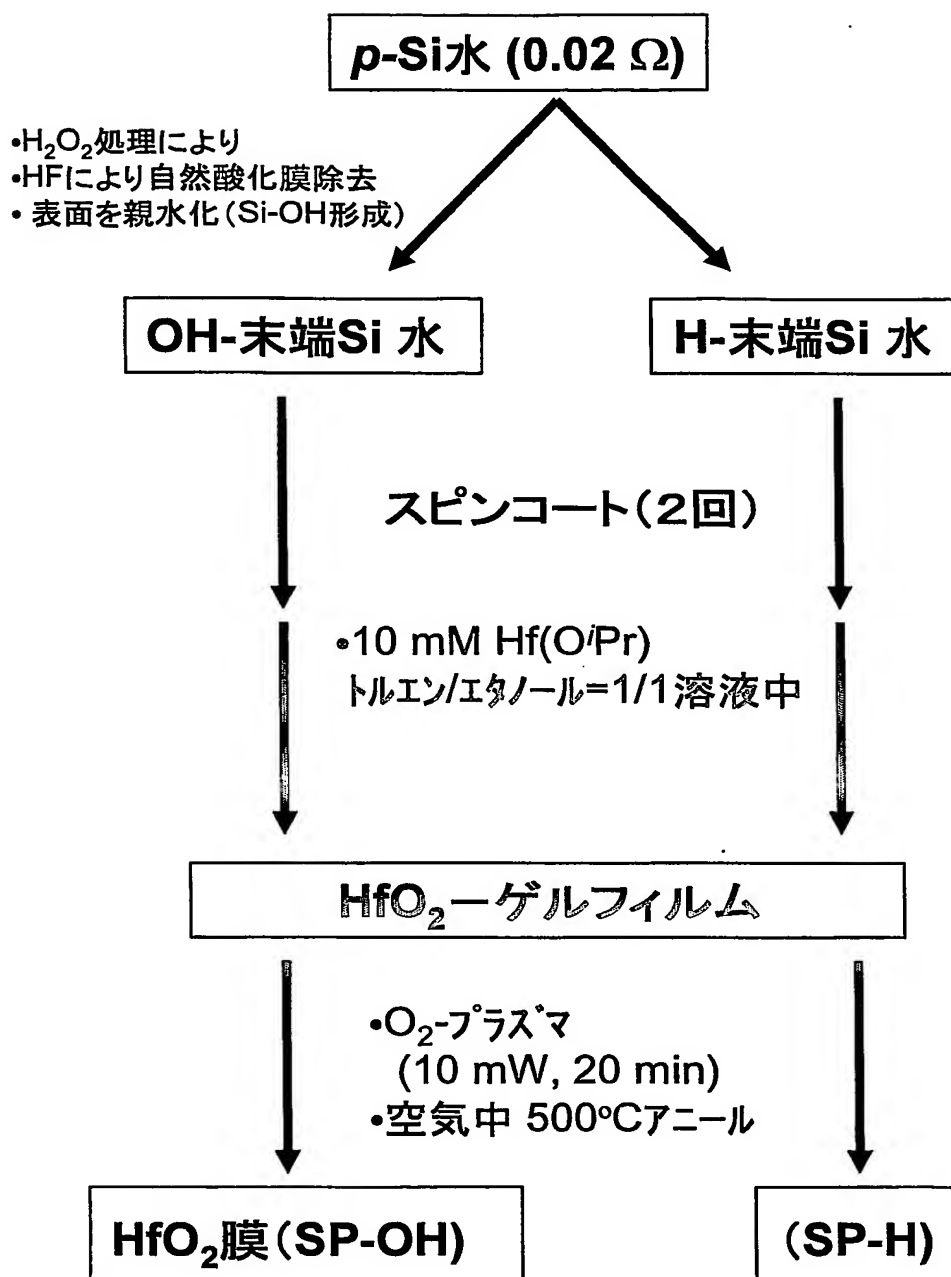 p-Si水 (0.02 Ω)
•H₂O₂処理により
•HFにより自然酸化膜除去
• 表面を親水化(Si-OH形成)
OH-末端Si 水
H-末端Si 水
スピンコート(2回)
•10 mM Hf(OⁱPr)
トルエン/エタノール=1/1溶液中
HfO₂ーゲルフィルム
•O₂-プラズマ
(10 mW, 20 min)
•空気中 500°Cアニール
HfO₂膜(SP-OH)
(SP-H)